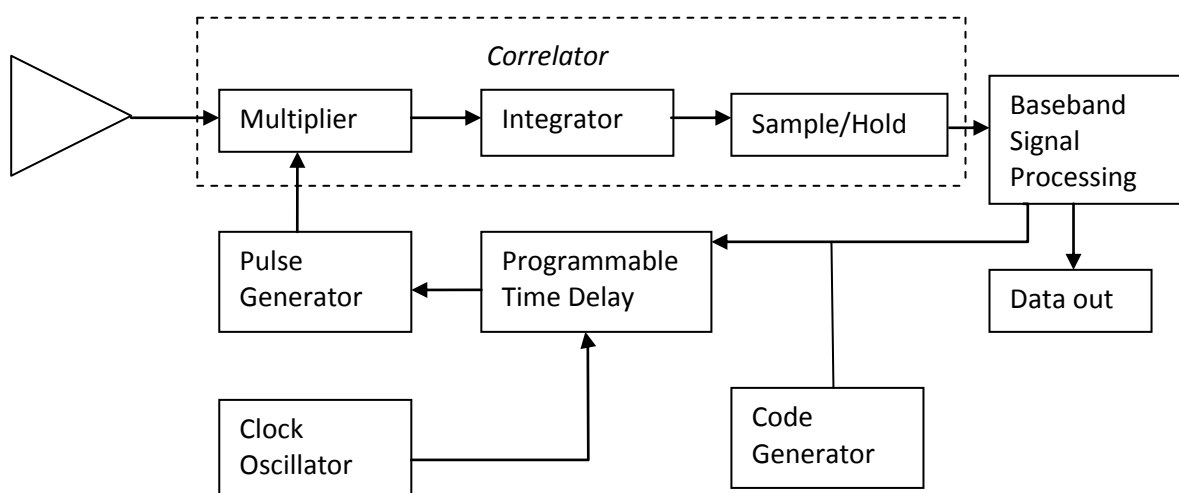 Correlator
Multiplier
Integrator
Sample/Hold
Baseband
Signal
Processing
Pulse
Generator
Programmable
Time Delay
Data out
Clock
Oscillator
Code
Generator